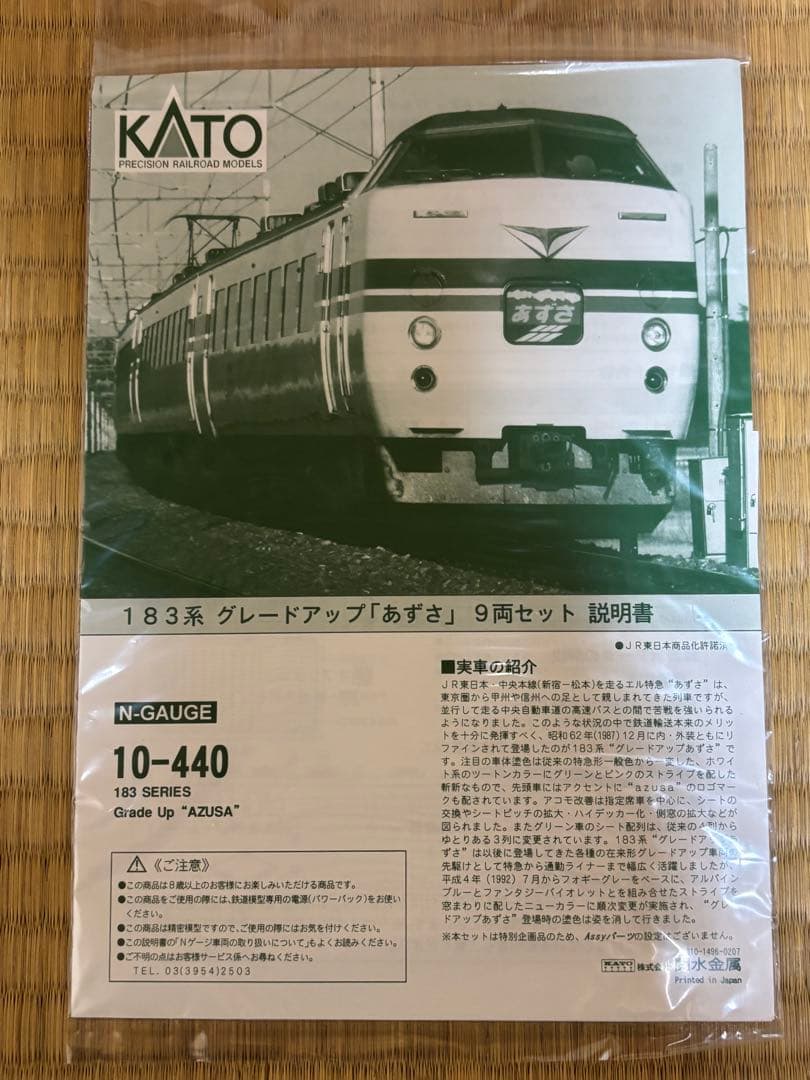 KATO
PRECISION RAILROAD MODELS
あずさ
183系 グレードアップ「あずさ」 9両セット 説明書
●JR東日本商品化許諾済
N-GAUGE
10-440
183 SERIES
Grade Up “AZUSA”
⚠《ご注意》
●この商品は8歳以上のお客様にお楽しみいただける商品です。
●この商品をご使用の際には、鉄道模型専用の電源(パワーパック)をお使い
ください。
●この商品は精密模型ですので、ご使用の際にはお気を付けください。
●この説明書の「Nゲージ車両の取り扱いについて」もよくお読みください。
●ご不明の点はお客様サービス係へお尋ねください。
TEL. 03(3954)2503
■実車の紹介
JR東日本・中央本線(新宿−松本)を走るエル特急“あずさ”は、
東京圏から甲州や信州への足として親しまれてきた列車ですが、
並行して走る中央自動車道の高速バスとの間で苦戦を強いられる
ようになりました。このような状況の中で鉄道輸送本来のメリッ
トを十分に発揮すべく、昭和62年(1987)12月に内・外装ともにリ
ファインされて登場したのが183系“グレードアップあずさ”で
す。注目の車体塗色は従来の特急形一般色から一変した、ホワイ
ト系のツートンカラーにグリーンとピンクのストライプを配した
斬新なもので、先頭車にはアクセントに“azusa”のロゴマー
クも配されています。アコモ改善は指定席車を中心に、シートの
交換やシートピッチの拡大・ハイデッカー化・側窓の拡大などが
図られました。またグリーン車のシート配列は、従来の4列から
ゆとりある3列に変更されています。183系“グレードアップあ
ずさ”は以後に登場してきた各種の在来形グレードアップ車両の
先駆けとして特急から通勤ライナーまで幅広く活躍しましたが、
平成4年(1992)7月からフォギーグレーをベースに、アルパイン
ブルーとファンタジーバイオレットとを組み合せたストライプを
窓まわりに配したニューカラーに順次変更が実施され、“グレー
ドアップあずさ”登場時の塗色は姿を消して行きました。
※本セットは特別企画品のため、Assyパーツの設定はございません。
10-1496-0207
KATO 株式会社関水金属
Printed in Japan